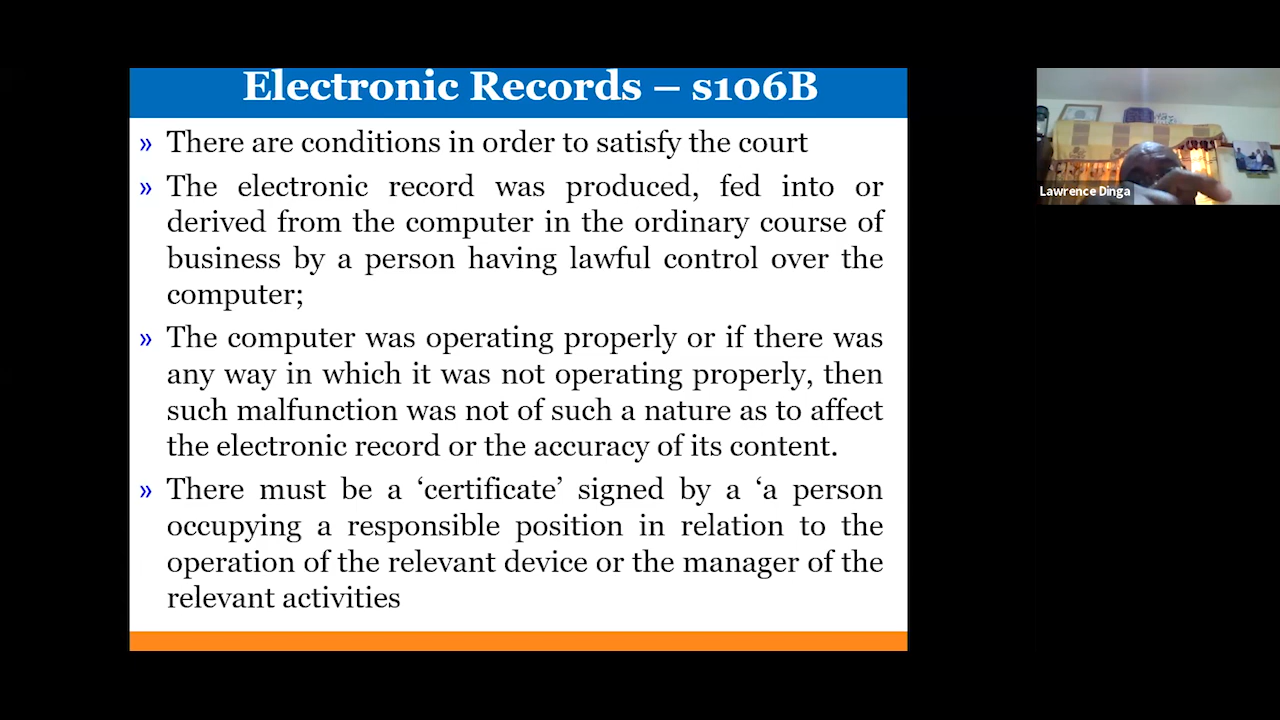 Electronic Records – s106B
» There are conditions in order to satisfy the court
» The electronic record was produced, fed into or
derived from the computer in the ordinary course of
business by a person having lawful control over the
computer;
» The computer was operating properly or if there was
any way in which it was not operating properly, then
such malfunction was not of such a nature as to affect
the electronic record or the accuracy of its content.
» There must be a ‘certificate’ signed by a ‘a person
occupying a responsible position in relation to the
operation of the relevant device or the manager of the
relevant activities
Lawrence Dinga